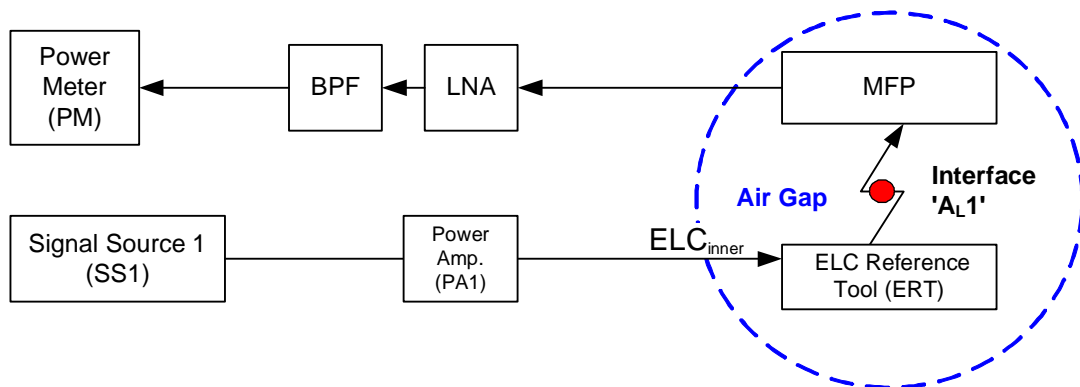 Power
Meter
(PM)
BPF
LNA
MFP
Air Gap
Interface
'AL1'
Signal Source 1
(SS1)
Power
Amp.
(PA1)
ELCinner
ELC Reference
Tool (ERT)